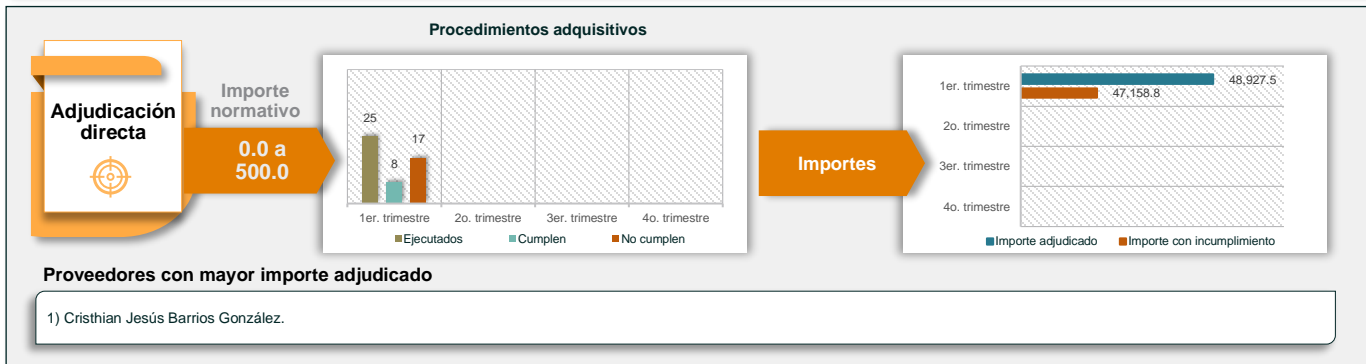 Procedimientos adquisitivos
Adjudicación
directa
Importe
normativo
0.0 a
500.0
25
8
17
1er. trimestre
2o. trimestre
3er. trimestre
4o. trimestre
Ejecutados
Cumplen
No cumplen
Importes
1er. trimestre
2o. trimestre
3er. trimestre
4o. trimestre
48,927.5
47,158.8
Importe adjudicado
Importe con incumplimiento
Proveedores con mayor importe adjudicado
1) Cristhian Jesús Barrios González.